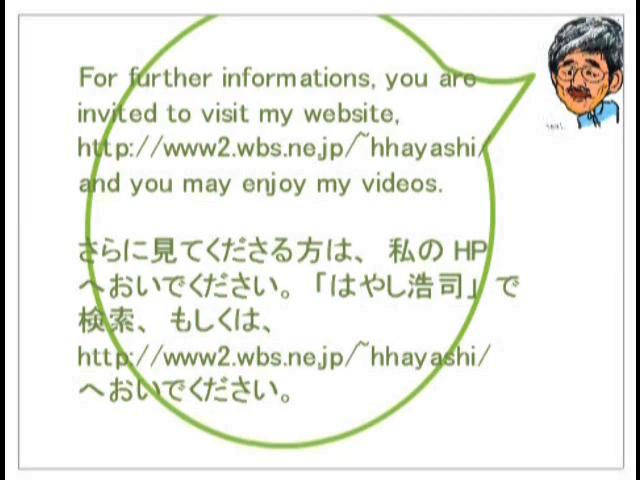 For further informations, you are
invited to visit my website,
http://www2.wbs.ne.jp/~hhayashi/
and you may enjoy my videos.
さらに見てくださる方は、 私の HP
へおいでください。「はやし浩司」で
検索、もしくは、
http://www2.wbs.ne.jp/~hhayashi/
へおいでください。